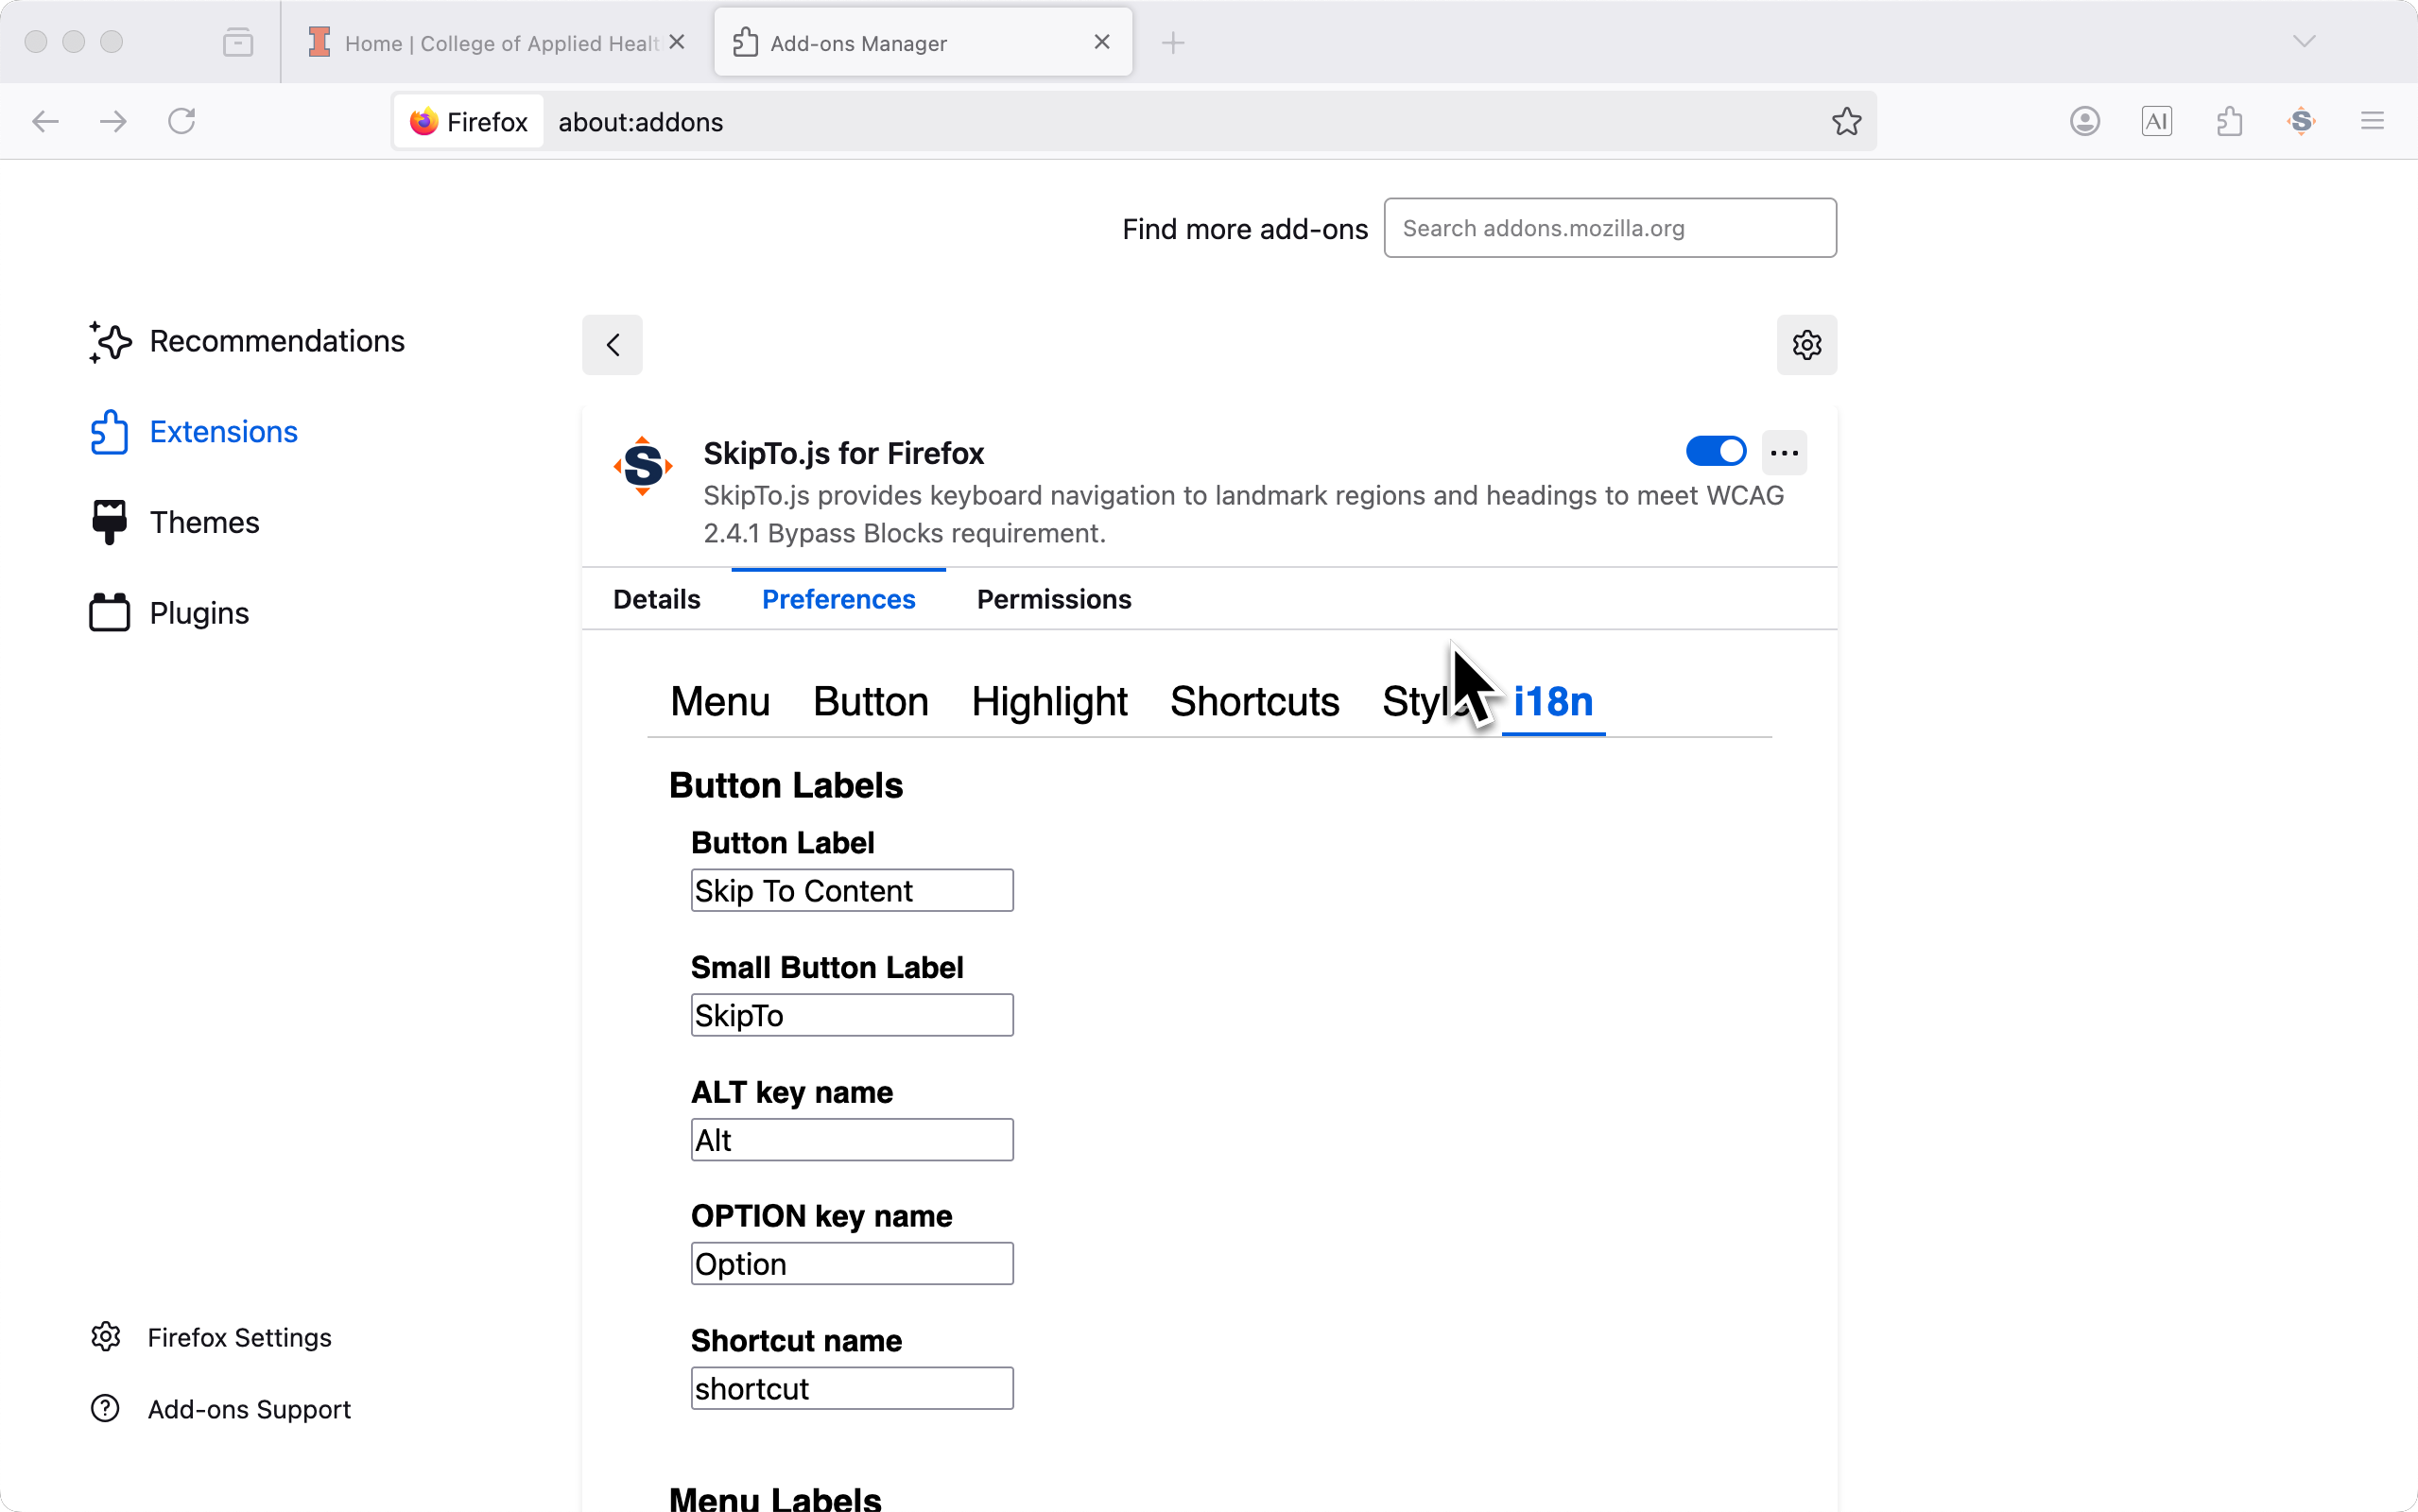 Home | College of Applied Healt
Add-ons Manager
Firefox
about:addons
AI
S
Find more add-ons
Search addons.mozilla.org
Recommendations
Extensions
Themes
Plugins
S
SkipTo.js for Firefox
SkipTo.js provides keyboard navigation to landmark regions and headings to meet WCAG
2.4.1 Bypass Blocks requirement.
Details Preferences Permissions
Menu Button Highlight Shortcuts Style i18n
Button Labels
Button Label
Skip To Content
Small Button Label
SkipTo
ALT key name
Alt
OPTION key name
Option
Shortcut name
shortcut
Menu Labels
Firefox Settings
Add-ons Support